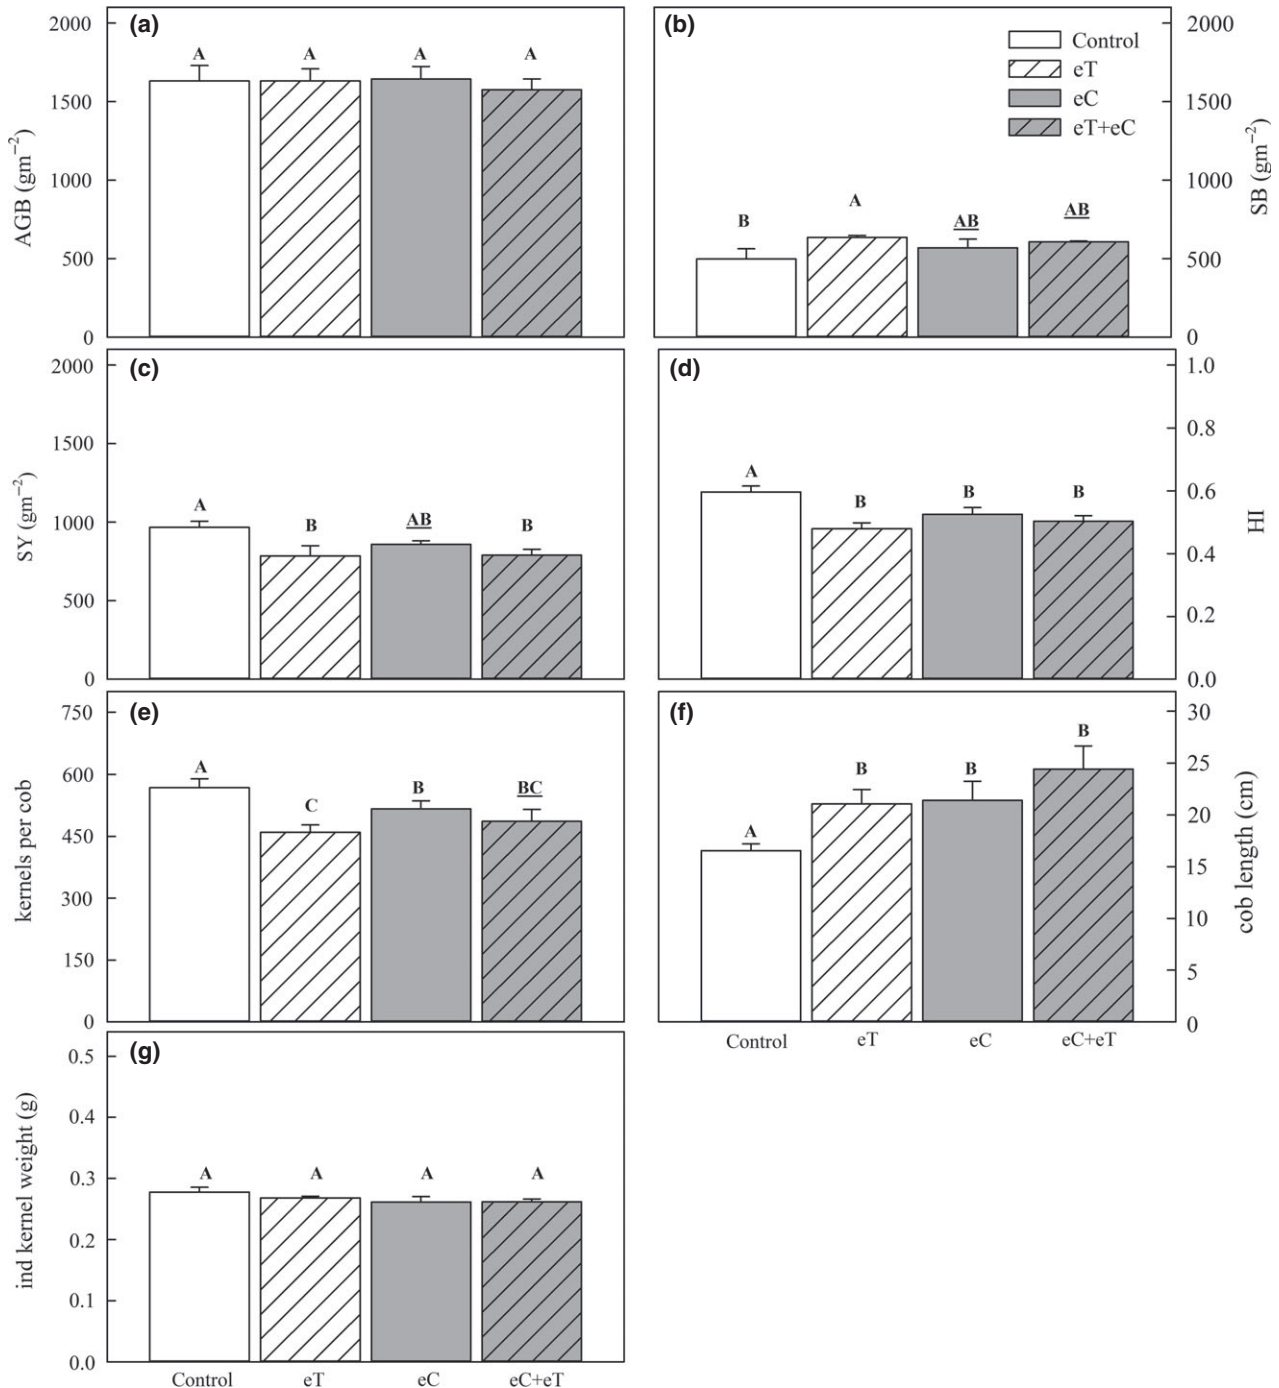 (a)
2000
1500
1000
500
0
AGB (gm⁻²)
A A A A
(b)
Control
eT
eC
eT+eC
2000
1500
1000
500
0
SB (gm⁻²)
B A AB AB
(c)
2000
1500
1000
500
0
SY (gm⁻²)
A B AB B
(d)
1.0
0.8
0.6
0.4
0.2
0.0
HI
A B B B
(e)
750
600
450
300
150
0
kernels per cob
A C B BC
(f)
30
25
20
15
10
5
0
cob length (cm)
A B B B
Control eT eC eC+eT
(g)
0.5
0.4
0.3
0.2
0.1
0.0
ind kernel weight (g)
A A A A
Control eT eC eC+eT